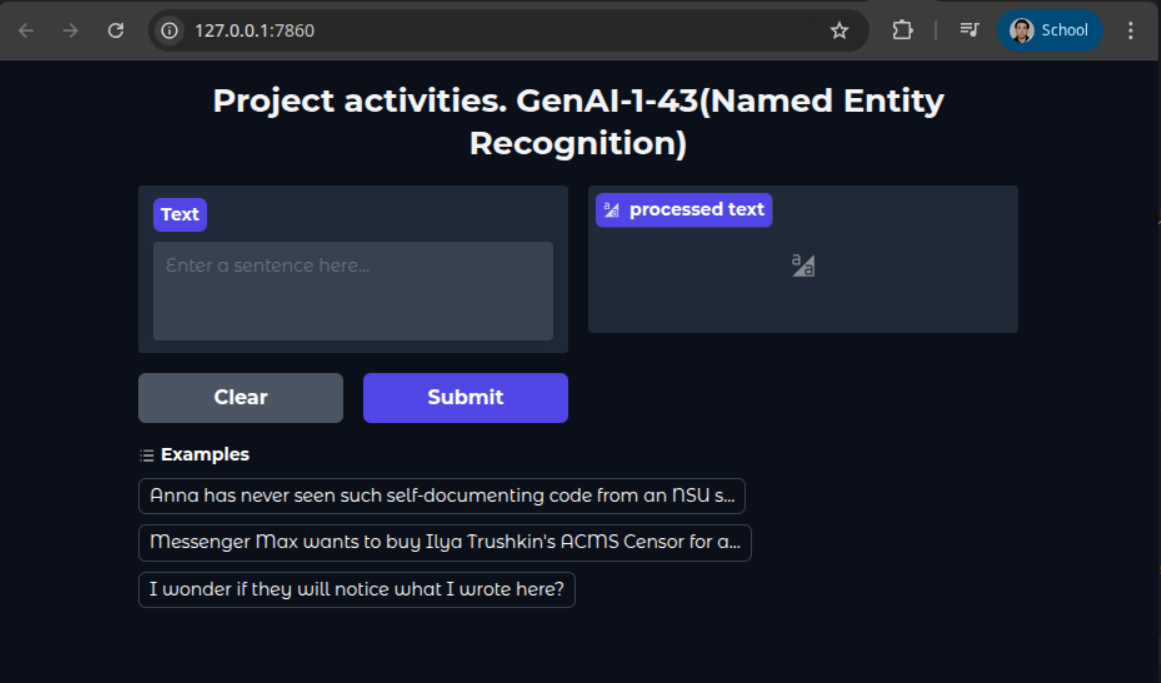 127.0.0.1:7860
School
Project activities. GenAI-1-43(Named Entity
Recognition)
Text
Enter a sentence here...
processed text
Clear
Submit
Examples
Anna has never seen such self-documenting code from an NSU s...
Messenger Max wants to buy Ilya Trushkin's ACMS Censor for a...
I wonder if they will notice what I wrote here?